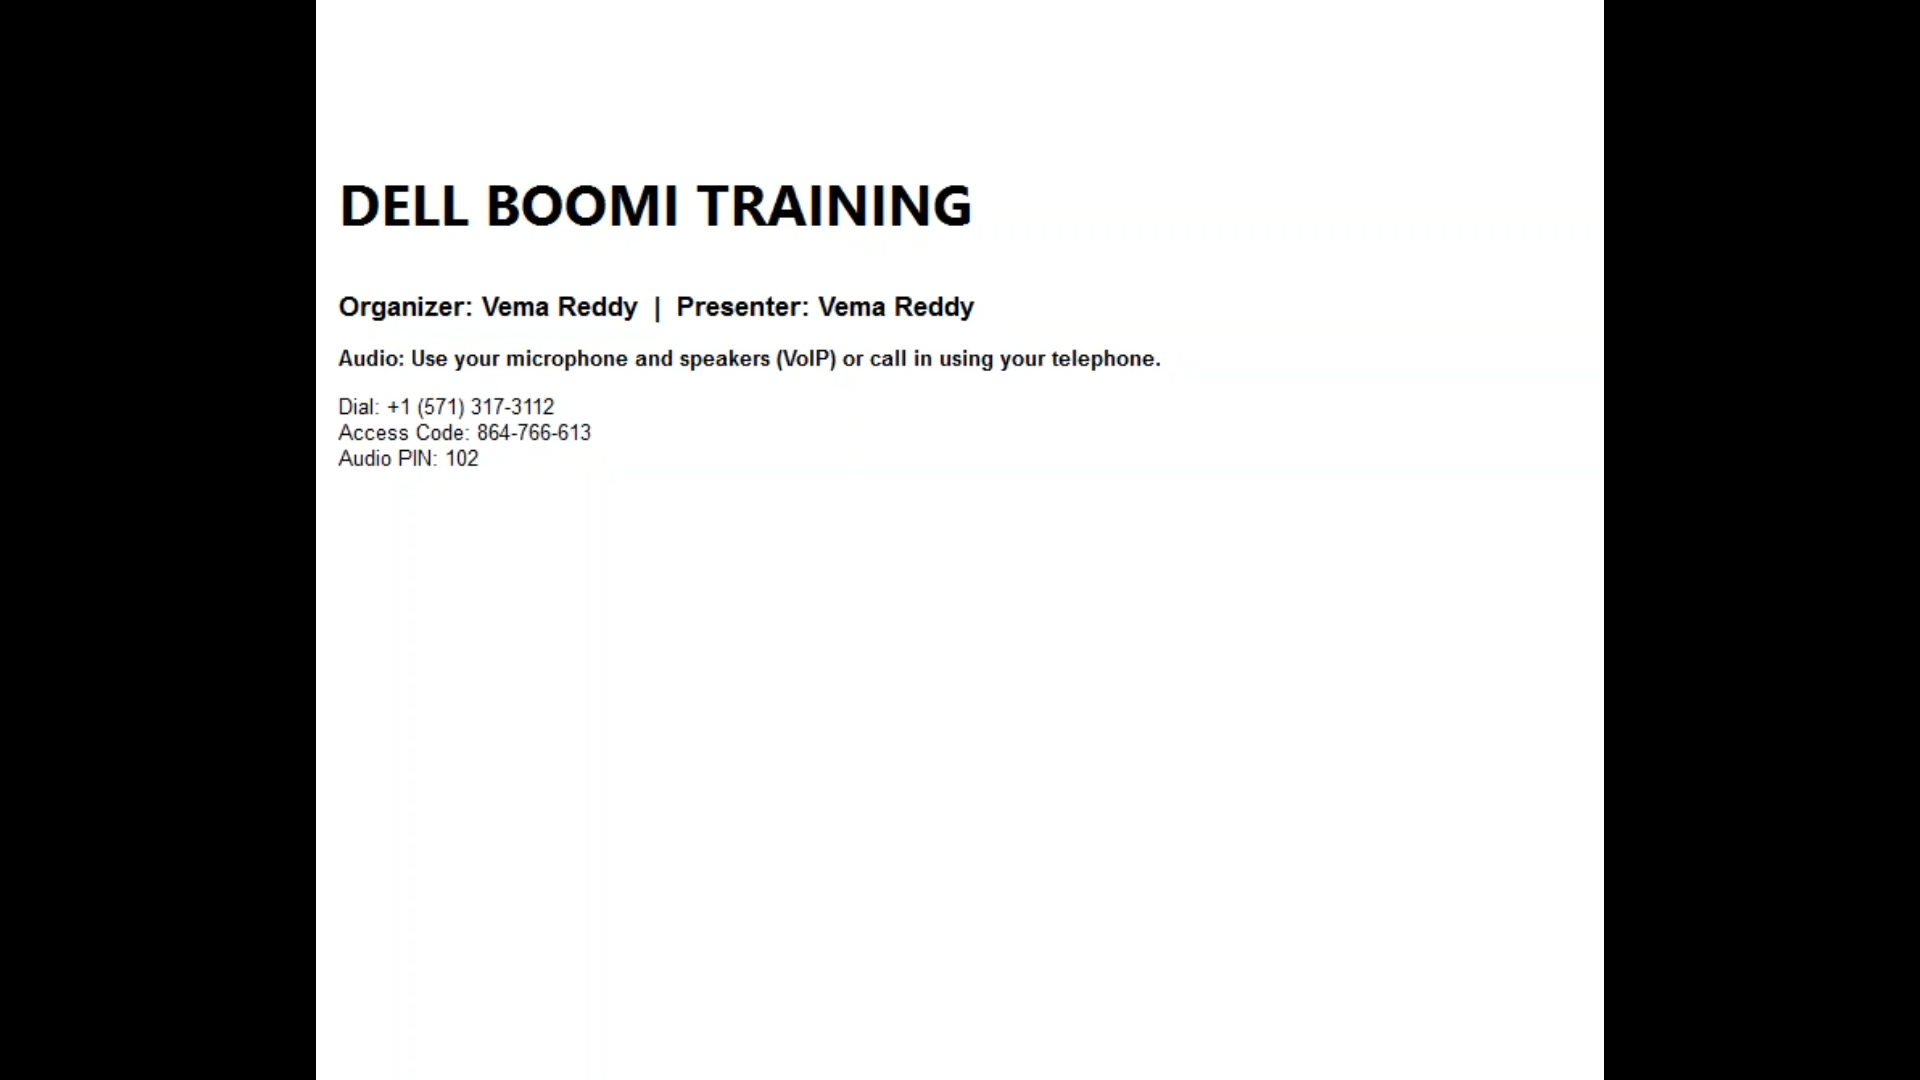 DELL BOOMI TRAINING
Organizer: Vema Reddy | Presenter: Vema Reddy
Audio: Use your microphone and speakers (VoIP) or call in using your telephone.
Dial: +1 (571) 317-3112
Access Code: 864-766-613
Audio PIN: 102